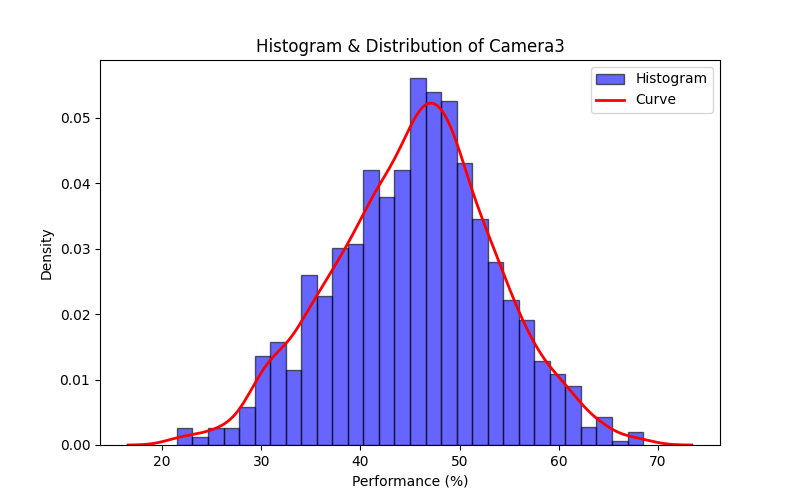 Histogram & Distribution of Camera3
Histogram
Curve
0.05
0.04
0.03
0.02
0.01
0.00
Density
20 30 40 50 60 70
Performance (%)